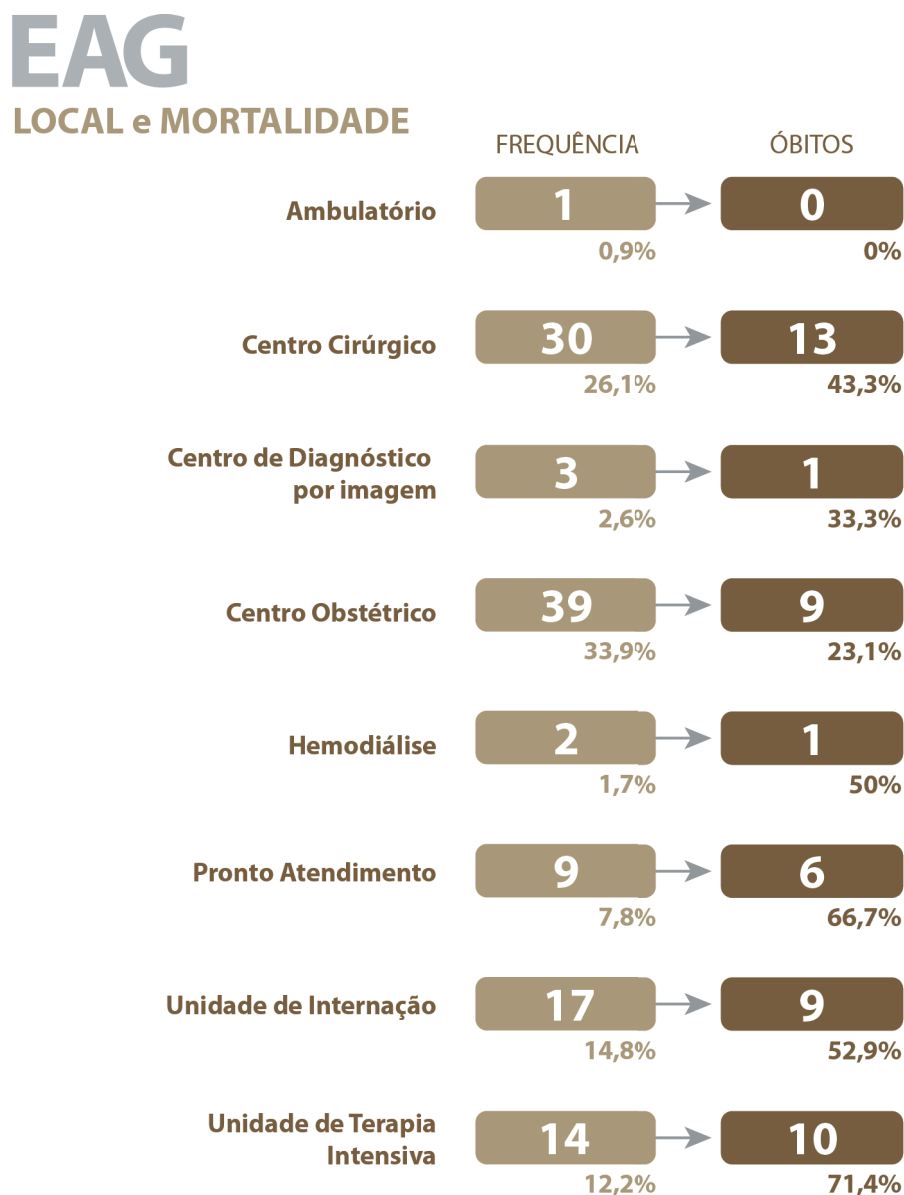 EAG
LOCAL e MORTALIDADE
FREQUÊNCIA ÓBITOS
Ambulatório 1 0
0,9% 0%
Centro Cirúrgico 30 13
26,1% 43,3%
Centro de Diagnóstico
por imagem 3 1
2,6% 33,3%
Centro Obstétrico 39 9
33,9% 23,1%
Hemodiálise 2 1
1,7% 50%
Pronto Atendimento 9 6
7,8% 66,7%
Unidade de Internação 17 9
14,8% 52,9%
Unidade de Terapia
Intensiva 14 10
12,2% 71,4%